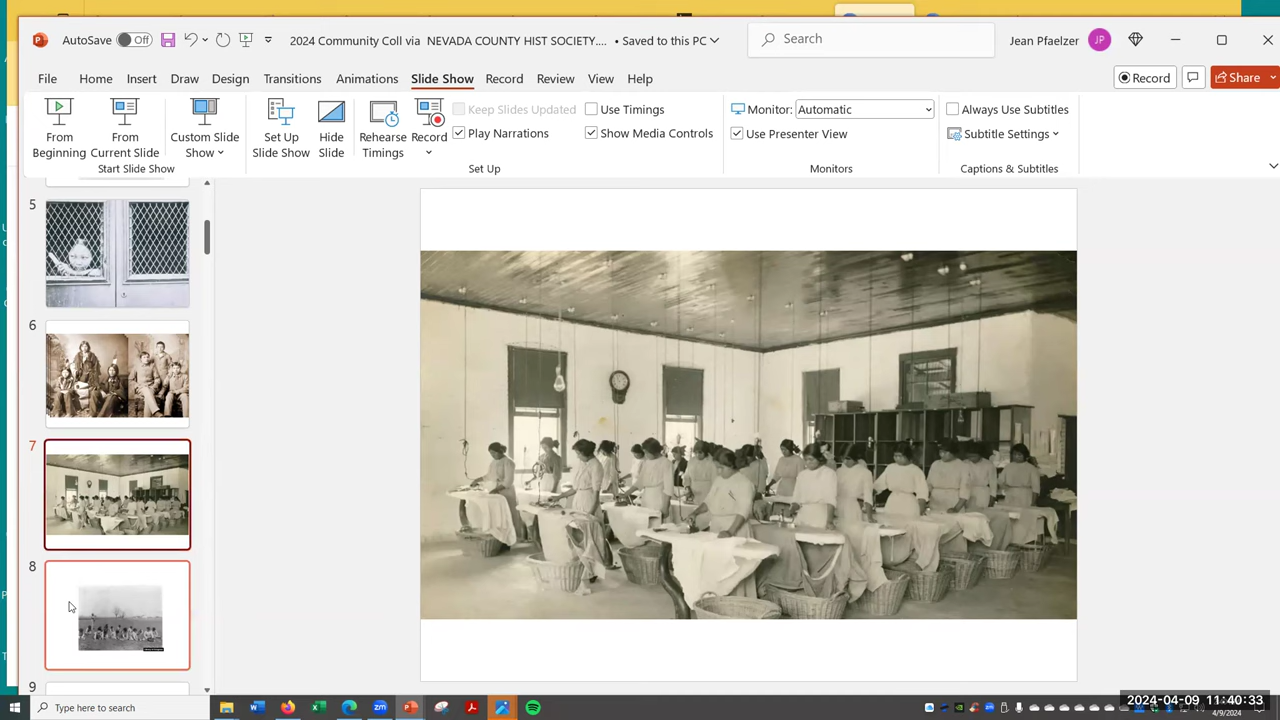 AutoSave Off
2024 Community Coll via NEVADA COUNTY HIST SOCIETY.... • Saved to this PC
Search
Jean Pfaelzer JP
File Home Insert Draw Design Transitions Animations Slide Show Record Review View Help
Record Share
From Beginning
From Current Slide
Custom Slide Show
Start Slide Show
Set Up Slide Show
Hide Slide
Rehearse Timings
Record
Keep Slides Updated
Play Narrations
Use Timings
Show Media Controls
Set Up
Monitor: Automatic
Use Presenter View
Monitors
Always Use Subtitles
Subtitle Settings
Captions & Subtitles
5
6
7
8
9
Type here to search
2024-04-09 11:40:33
4/9/2024